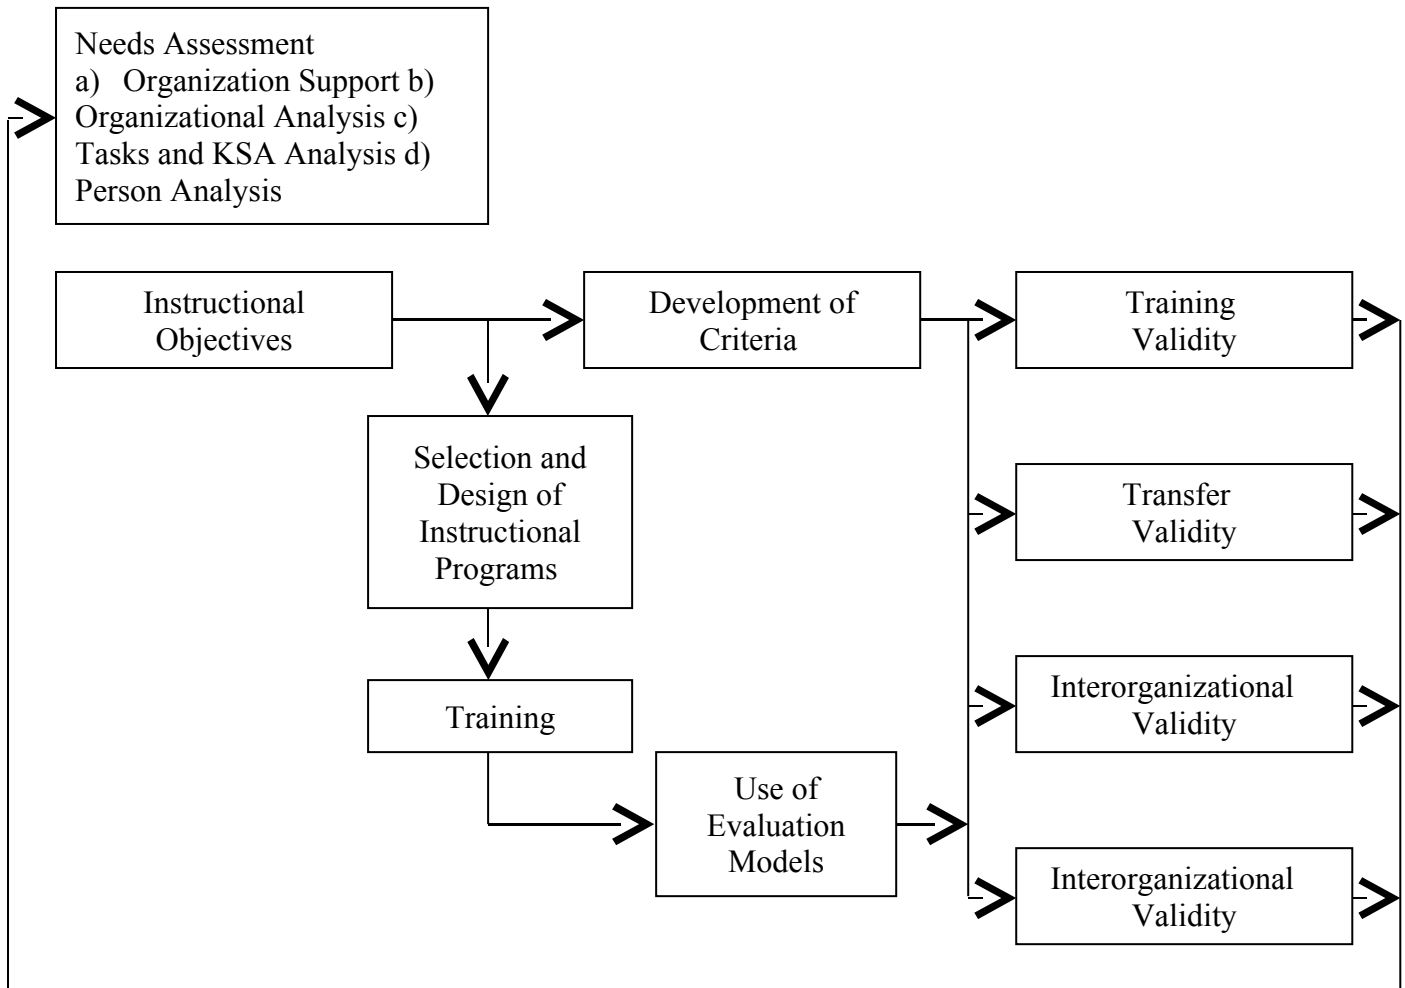 Needs Assessment
a) Organization Support b)
Organizational Analysis c)
Tasks and KSA Analysis d)
Person Analysis
Instructional
Objectives
Development of
Criteria
Training
Validity
Selection and
Design of
Instructional
Programs
Transfer
Validity
Training
Interorganizational
Validity
Use of
Evaluation
Models
Interorganizational
Validity